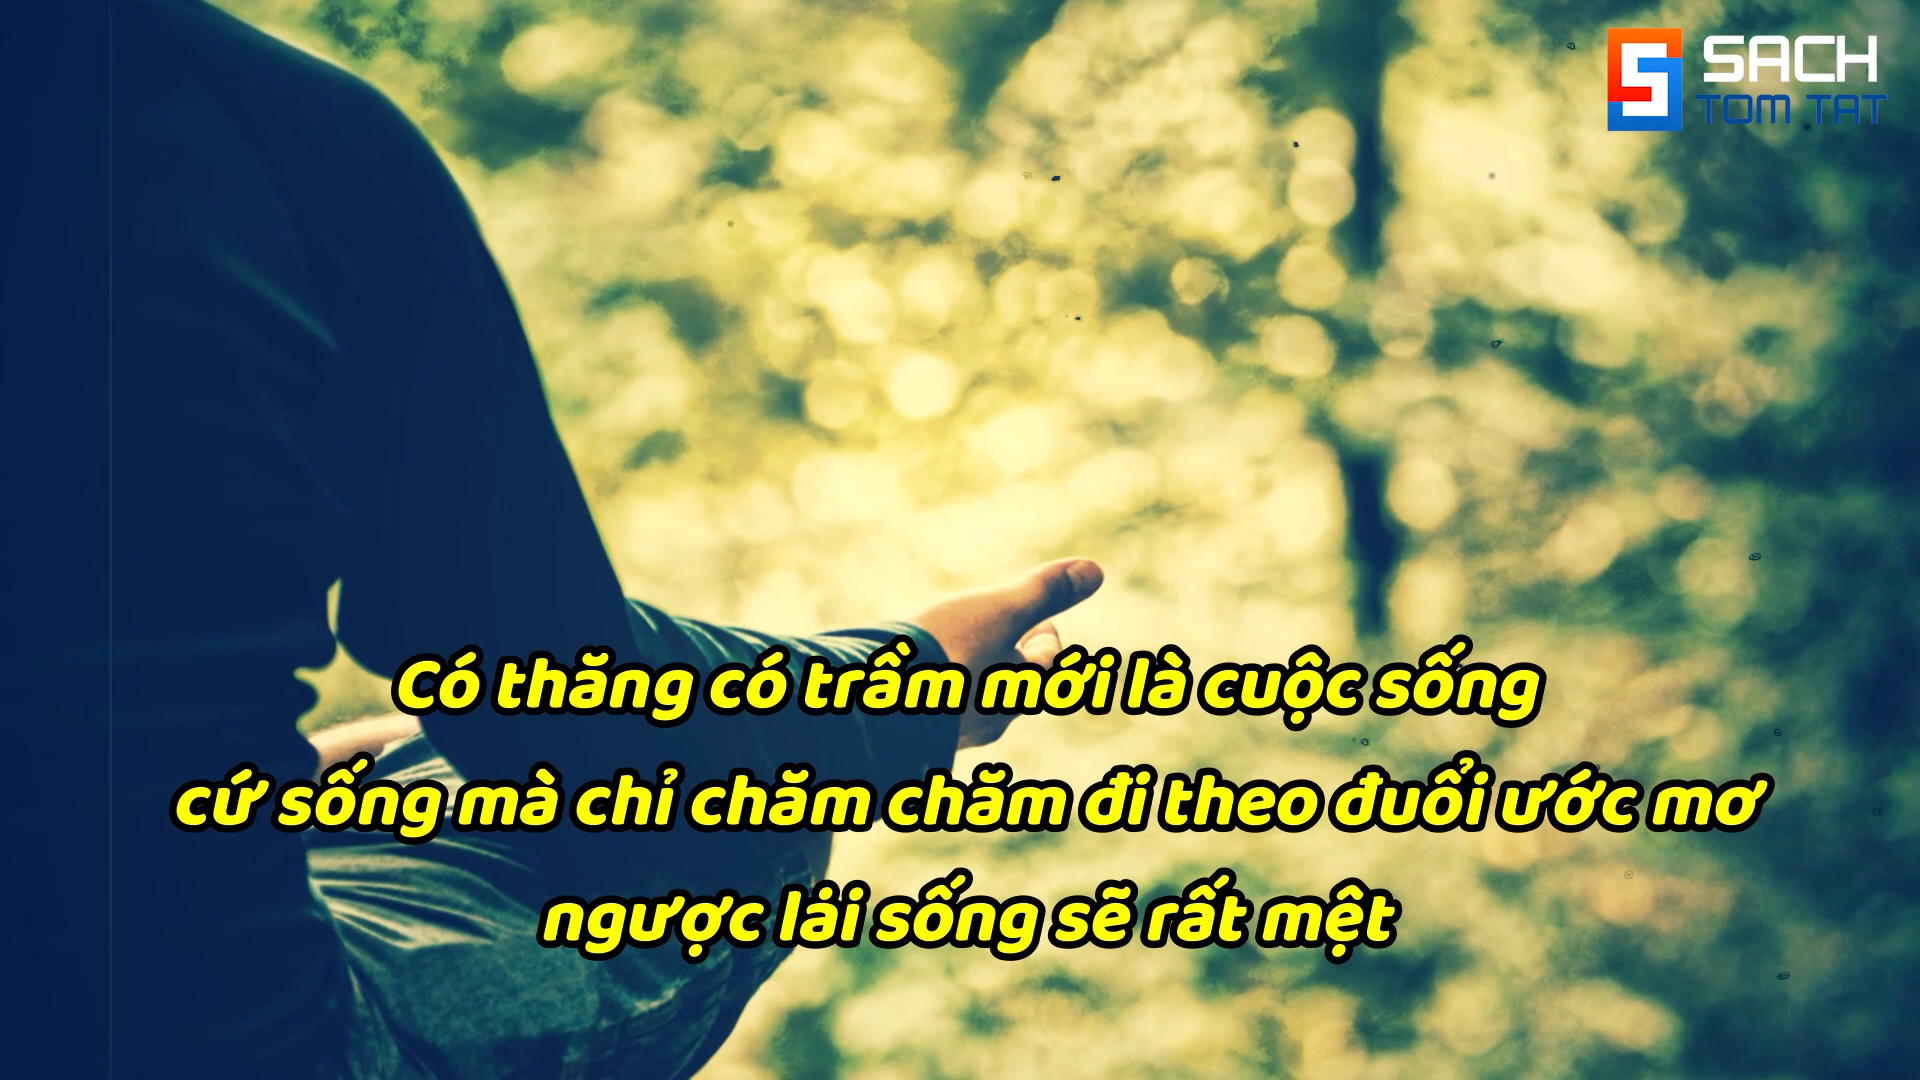 SACH
TOM TAT
Có thăng có trầm mới là cuộc sống
cứ sống mà chỉ chăm chăm đi theo đuổi ước mơ
ngược lải sống sẽ rất mệt